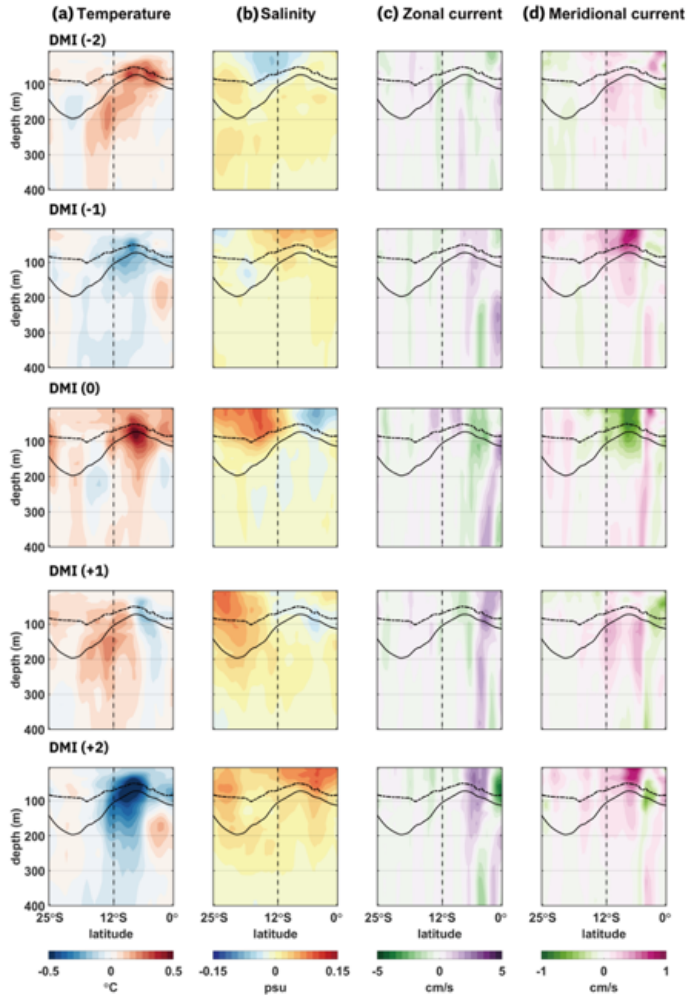 (a) Temperature (b) Salinity (c) Zonal current (d) Meridional current
DMI (-2)
100
200
300
400
depth (m)
DMI (-1)
100
200
300
400
depth (m)
DMI (0)
100
200
300
400
depth (m)
DMI (+1)
100
200
300
400
depth (m)
DMI (+2)
100
200
300
400
depth (m)
25°S 12°S 0° 25°S 12°S 0° 25°S 12°S 0° 25°S 12°S 0°
latitude latitude latitude latitude
-0.5 0 0.5 -0.15 0 0.15 -5 0 5 -1 0 1
°C psu cm/s cm/s